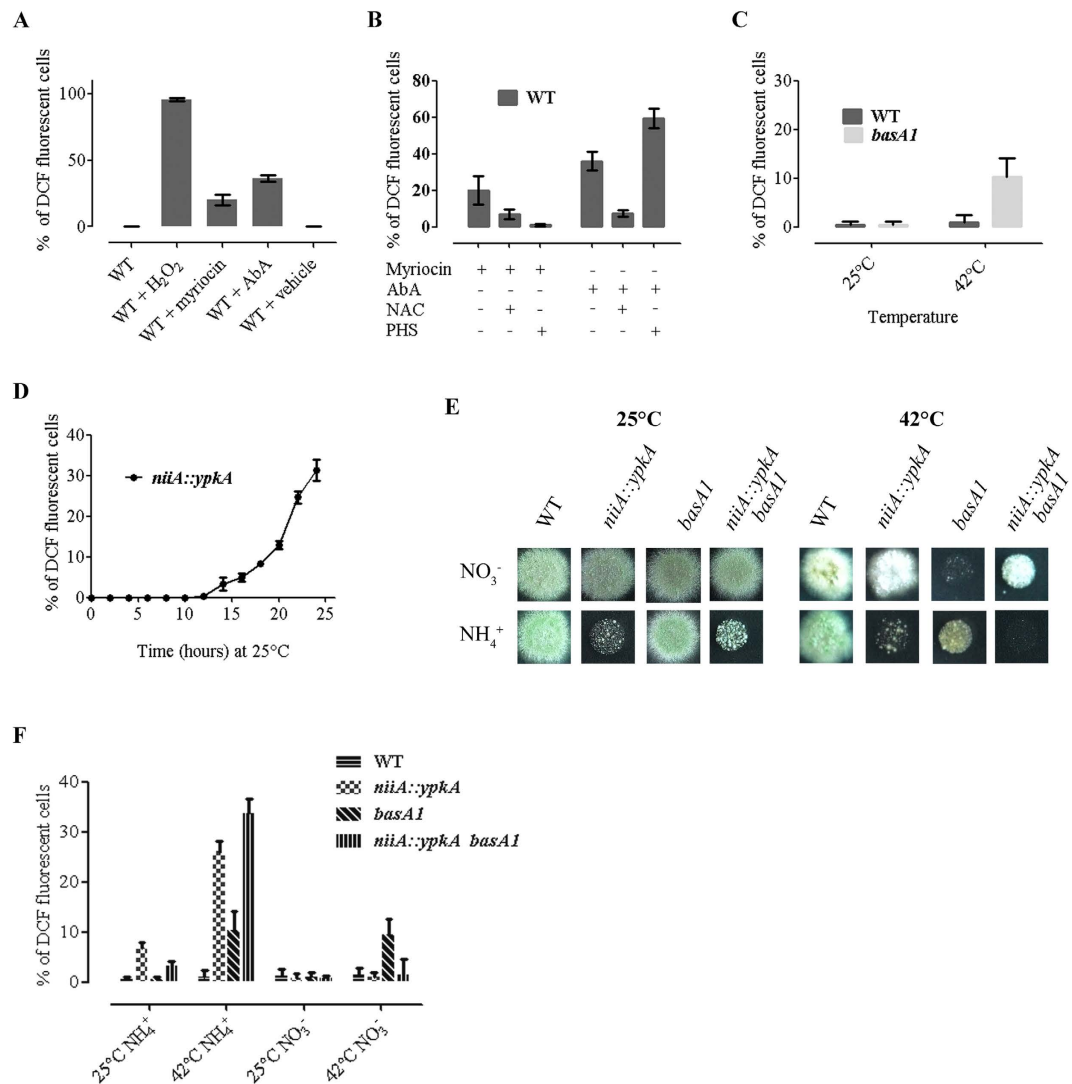 A
% of DCF fluorescent cells
100
50
0
WT
WT + H₂O₂
WT + myriocin
WT + AbA
WT + vehicle
B
% of DCF fluorescent cells
80
60
40
20
0
WT
Myriocin + + + - - -
AbA - - - + + +
NAC - + - - + -
PHS - - + - - +
C
% of DCF fluorescent cells
30
20
10
0
WT
basA1
25°C
42°C
Temperature
D
% of DCF fluorescent cells
40
30
20
10
0
niiA::ypkA
0 5 10 15 20 25
Time (hours) at 25°C
E
25°C 42°C
WT
niiA::ypkA
basA1
niiA::ypkA
basA1
WT
niiA::ypkA
basA1
niiA::ypkA
basA1
NO₃⁻
NH₄⁺
F
WT
niiA::ypkA
basA1
niiA::ypkA basA1
% of DCF fluorescent cells
40
30
20
10
0
25°C NH₄⁺
42°C NH₄⁺
25°C NO₃⁻
42°C NO₃⁻